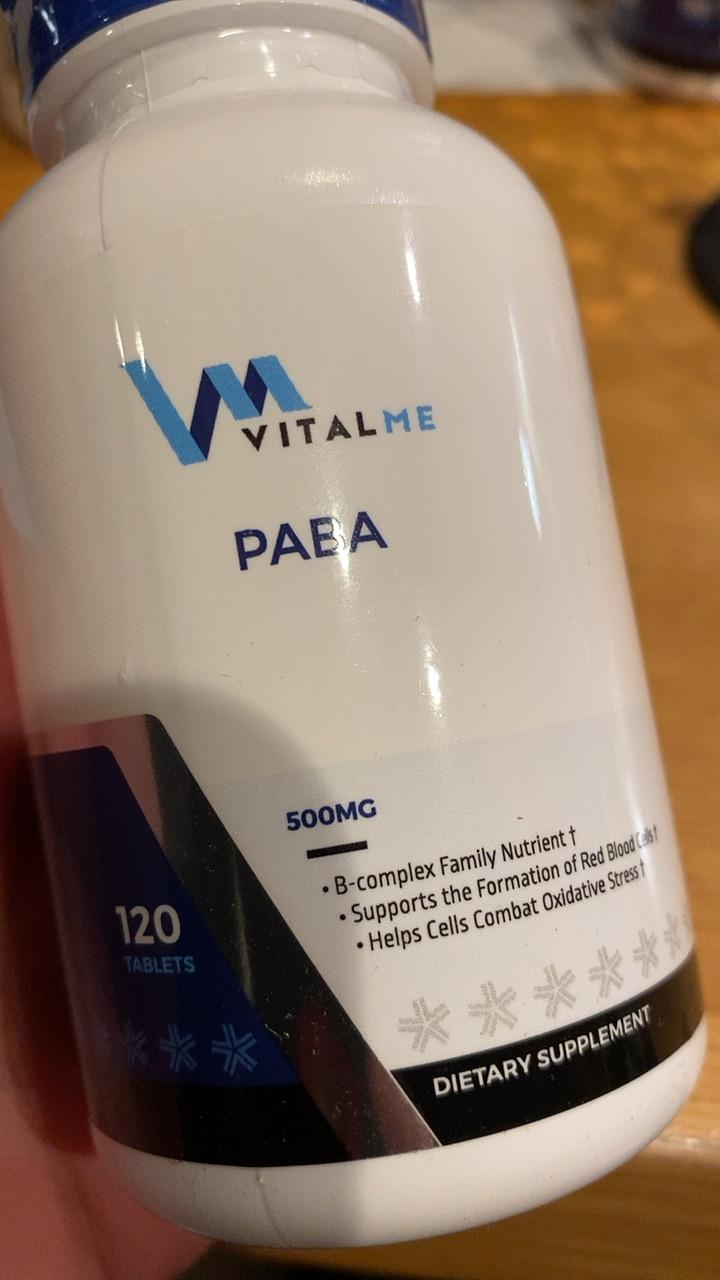 VITALME
PABA
500MG
• B-complex Family Nutrient †
• Supports the Formation of Red Blood Cells †
• Helps Cells Combat Oxidative Stress †
120
TABLETS
DIETARY SUPPLEMENT